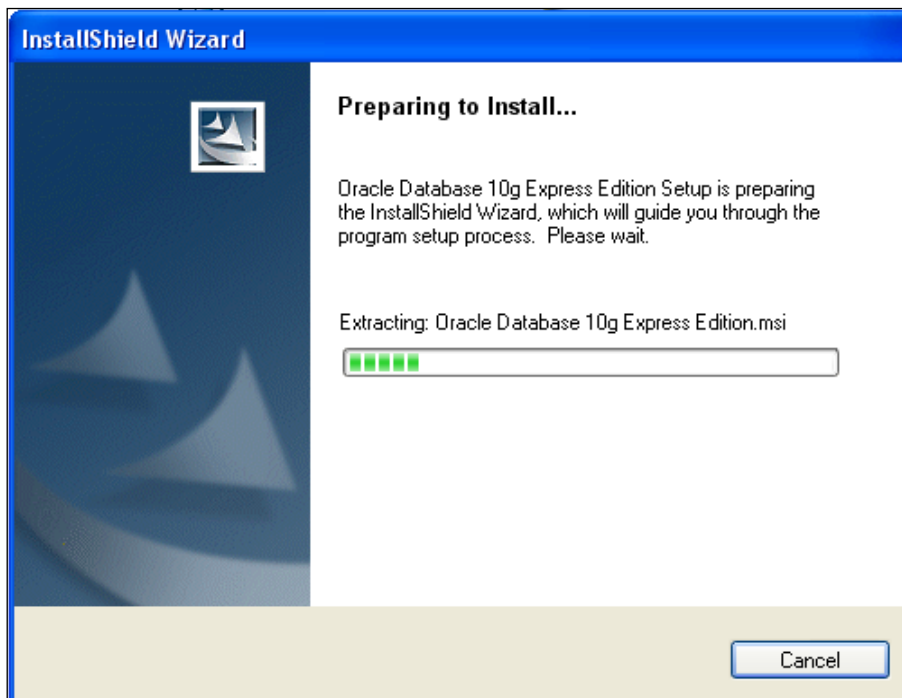 InstallShield Wizard
Preparing to Install...
Oracle Database 10g Express Edition Setup is preparing
the InstallShield Wizard, which will guide you through the
program setup process.  Please wait.
Extracting: Oracle Database 10g Express Edition.msi
Cancel